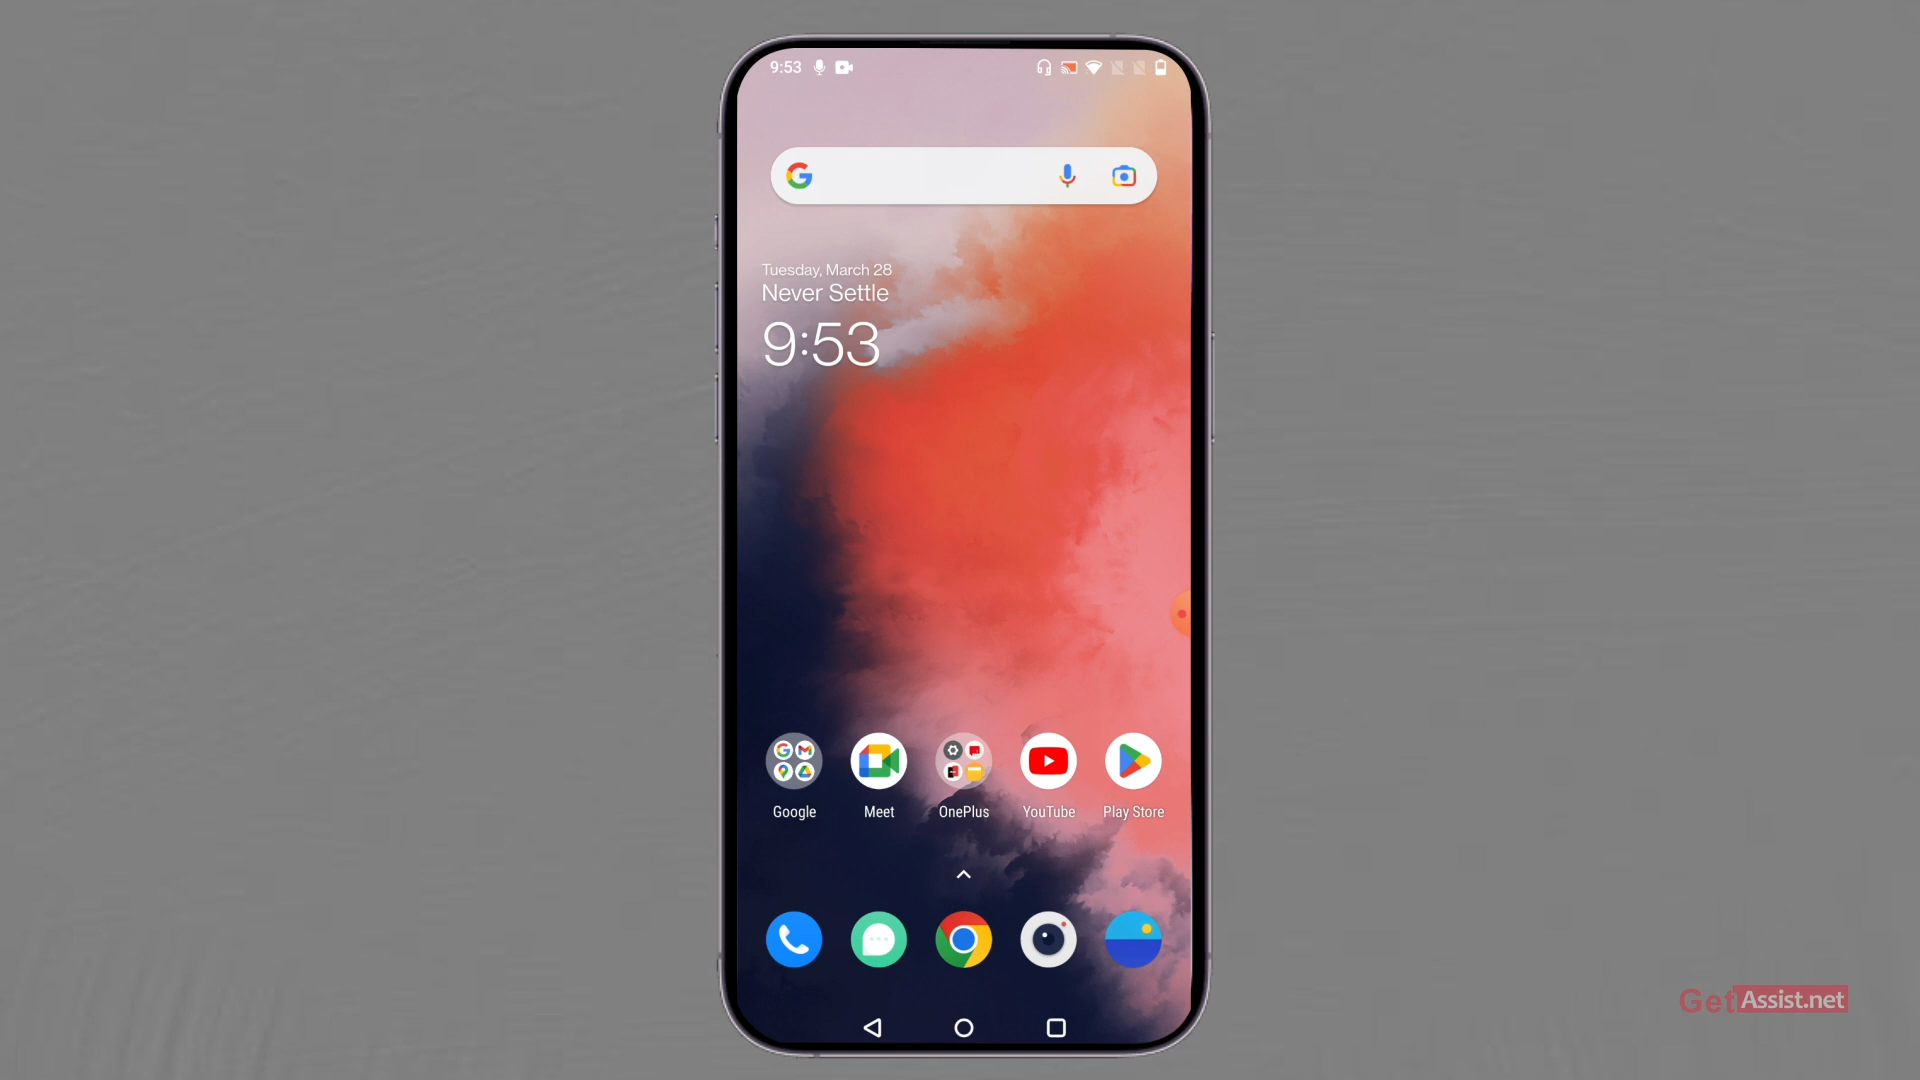 9:53
Tuesday, March 28
Never Settle
9:53
Google
Meet
OnePlus
YouTube
Play Store
GetAssist.net